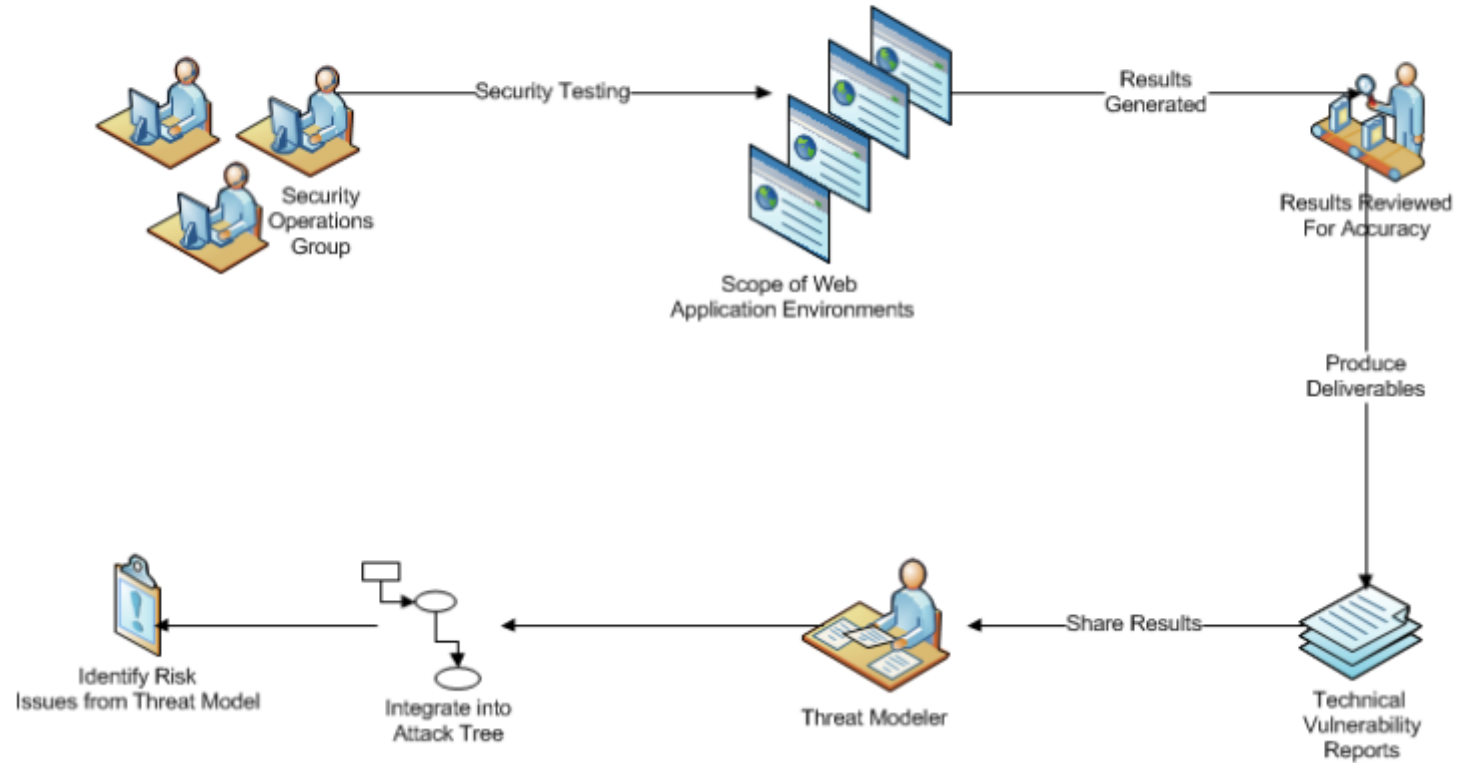 Security Testing
Results
Generated
Security
Operations
Group
Results Reviewed
For Accuracy
Scope of Web
Application Environments
Produce
Deliverables
Share Results
Identify Risk
Issues from Threat Model
Integrate into
Attack Tree
Threat Modeler
Technical
Vulnerability
Reports